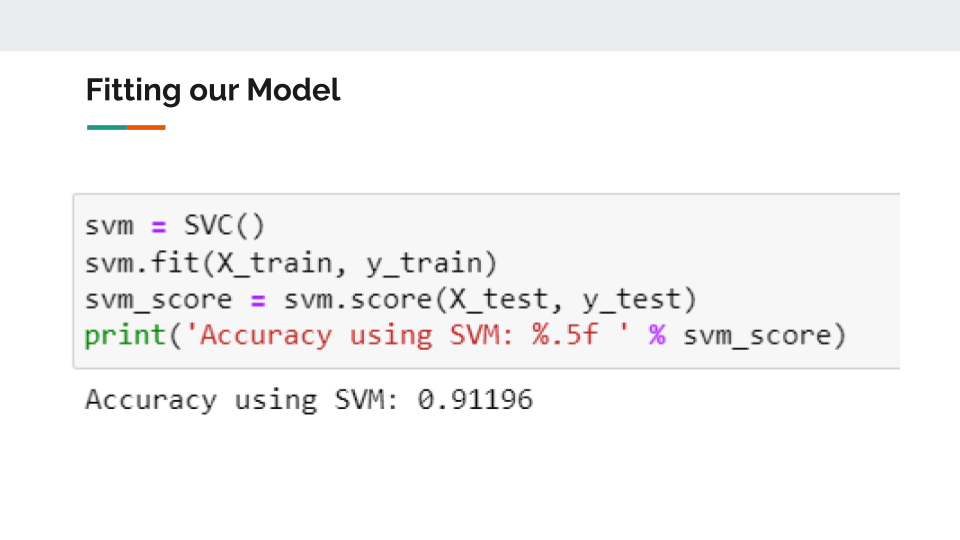 Fitting our Model
svm = SVC()
svm.fit(X_train, y_train)
svm_score = svm.score(X_test, y_test)
print('Accuracy using SVM: %.5f ' % svm_score)
Accuracy using SVM: 0.91196